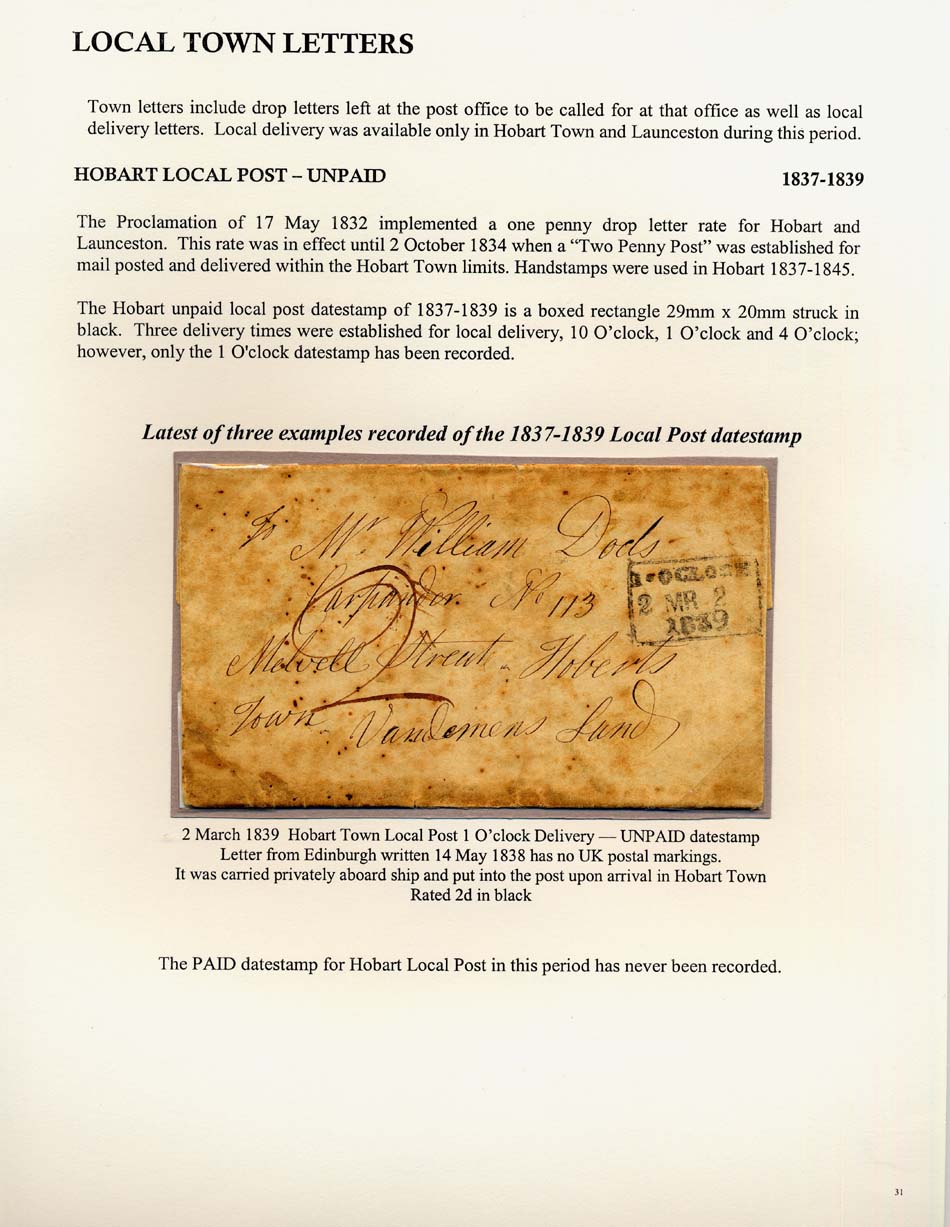 LOCAL TOWN LETTERS
Town letters include drop letters left at the post office to be called for at that office as well as local
delivery letters.  Local delivery was available only in Hobart Town and Launceston during this period.
HOBART LOCAL POST – UNPAID
1837-1839
The Proclamation of 17 May 1832 implemented a one penny drop letter rate for Hobart and
Launceston.  This rate was in effect until 2 October 1834 when a “Two Penny Post” was established for
mail posted and delivered within the Hobart Town limits. Handstamps were used in Hobart 1837-1845.
The Hobart unpaid local post datestamp of 1837-1839 is a boxed rectangle 29mm x 20mm struck in
black.  Three delivery times were established for local delivery, 10 O’clock, 1 O’clock and 4 O’clock;
however, only the 1 O'clock datestamp has been recorded.
Latest of three examples recorded of the 1837-1839 Local Post datestamp
To Mr. William Dods
Carpander No 113
Melvell Streut Hoberts
Town Vandemens Land
1 OCLOCK
2 MR 2
1839
2
2 March 1839  Hobart Town Local Post 1 O’clock Delivery — UNPAID datestamp
Letter from Edinburgh written 14 May 1838 has no UK postal markings.
It was carried privately aboard ship and put into the post upon arrival in Hobart Town
Rated 2d in black
The PAID datestamp for Hobart Local Post in this period has never been recorded.
31